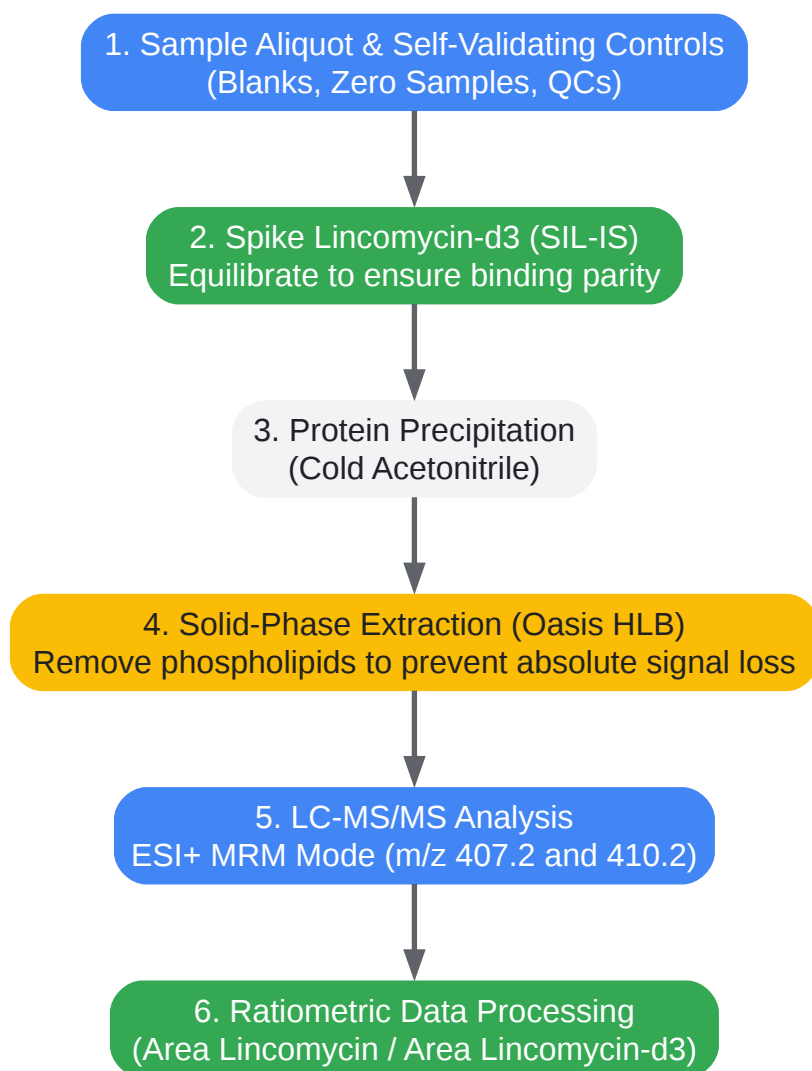 1. Sample Aliquot & Self-Validating Controls
(Blanks, Zero Samples, QCs)
2. Spike Lincomycin-d3 (SIL-IS)
Equilibrate to ensure binding parity
3. Protein Precipitation
(Cold Acetonitrile)
4. Solid-Phase Extraction (Oasis HLB)
Remove phospholipids to prevent absolute signal loss
5. LC-MS/MS Analysis
ESI+ MRM Mode (m/z 407.2 and 410.2)
6. Ratiometric Data Processing
(Area Lincomycin / Area Lincomycin-d3)